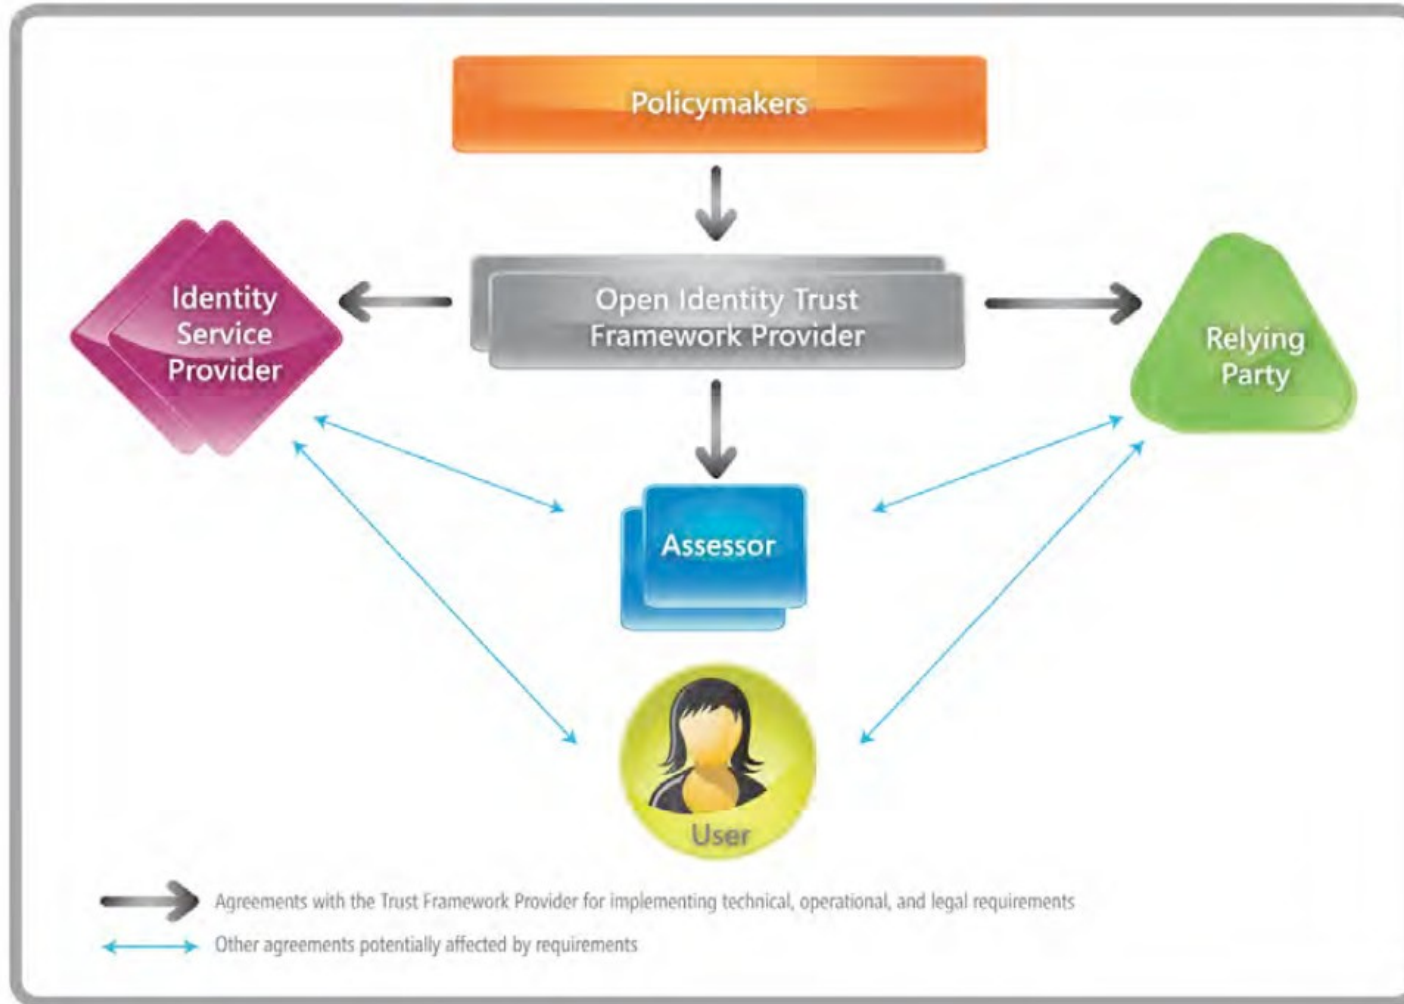 Policymakers
Identity
Service
Provider
Open Identity Trust
Framework Provider
Relying
Party
Assessor
User
Agreements with the Trust Framework Provider for implementing technical, operational, and legal requirements
Other agreements potentially affected by requirements